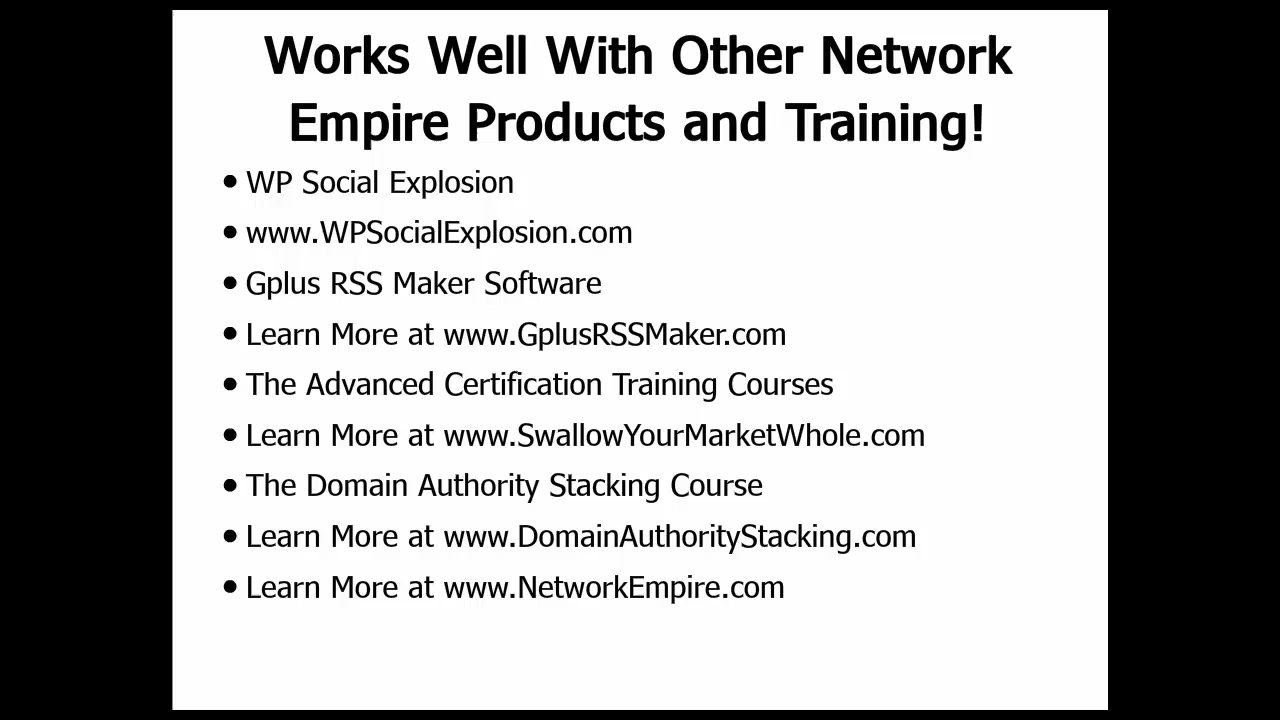 Works Well With Other Network
Empire Products and Training!
• WP Social Explosion
• www.WPSocialExplosion.com
• Gplus RSS Maker Software
• Learn More at www.GplusRSSMaker.com
• The Advanced Certification Training Courses
• Learn More at www.SwallowYourMarketWhole.com
• The Domain Authority Stacking Course
• Learn More at www.DomainAuthorityStacking.com
• Learn More at www.NetworkEmpire.com